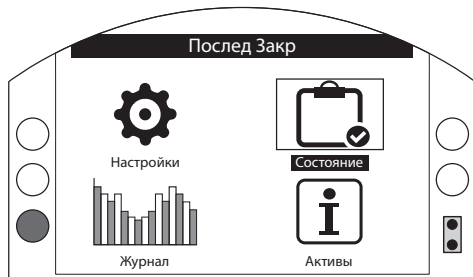 Послед Закр
Настройки
Состояние
Журнал
Активы